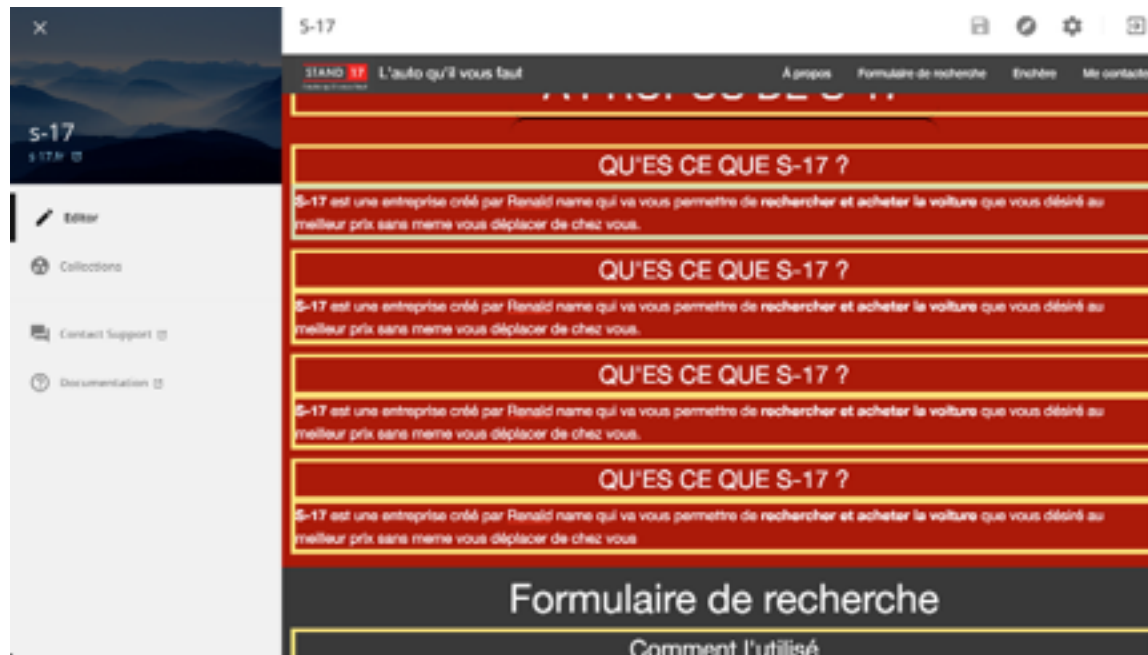 S-17
s-17
s-17.fr
Editor
Collections
Contact Support
Documentation
STAND 17
L'auto qu'il vous faut
À propos
Formulaire de recherche
Enchère
Me contacte
A PROPOS DE S-17
QU'ES CE QUE S-17 ?
S-17 est une entreprise créé par Renald name qui va vous permettre de rechercher et acheter la voiture que vous désiré au
meilleur prix sans meme vous déplacer de chez vous.
QU'ES CE QUE S-17 ?
S-17 est une entreprise créé par Renald name qui va vous permettre de rechercher et acheter la voiture que vous désiré au
meilleur prix sans meme vous déplacer de chez vous.
QU'ES CE QUE S-17 ?
S-17 est une entreprise créé par Renald name qui va vous permettre de rechercher et acheter la voiture que vous désiré au
meilleur prix sans meme vous déplacer de chez vous.
QU'ES CE QUE S-17 ?
S-17 est une entreprise créé par Renald name qui va vous permettre de rechercher et acheter la voiture que vous désiré au
meilleur prix sans meme vous déplacer de chez vous
Formulaire de recherche
Comment l'utilisé